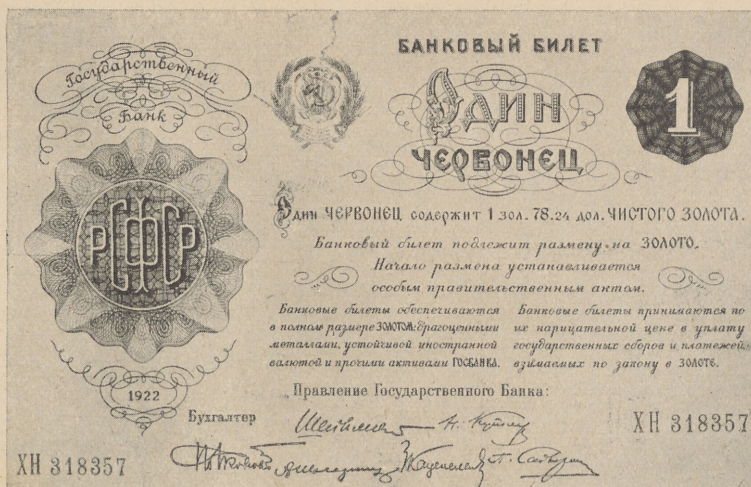 Государственный
Банк
РСФСР
1922
БАНКОВЫЙ БИЛЕТ
ОДИН
ЧЕРВОНЕЦ
1
Один ЧЕРВОНЕЦ содержит 1 зол. 78.24 дол. ЧИСТОГО ЗОЛОТА.
Банковый билет подлежит размену на ЗОЛОТО.
Начало размена устанавливается
особым правительственным актом.
Банковые билеты обеспечиваются
в полном размере ЗОЛОТОМ, драгоценными
металлами, устойчивой иностранной
валютой и прочими активами ГОСБАНКА.
Банковые билеты принимаются по
их нарицательной цене в уплату
государственных сборов и платежей,
взимаемых по закону в ЗОЛОТЕ.
Правление Государственного Банка:
Бухгалтер
ХИ 318357
ХИ 318357